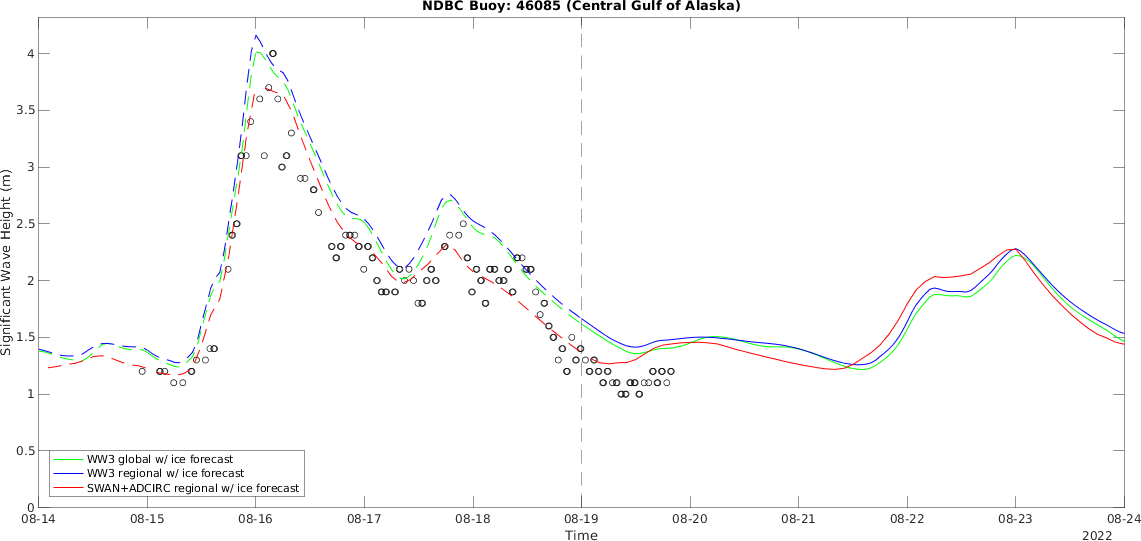 NDBC Buoy: 46085 (Central Gulf of Alaska)
Significant Wave Height (m)
4
3.5
3
2.5
2
1.5
1
0.5
0
WW3 global w/ ice forecast
WW3 regional w/ ice forecast
SWAN+ADCIRC regional w/ ice forecast
08-14 08-15 08-16 08-17 08-18 08-19 08-20 08-21 08-22 08-23 08-24
Time
2022